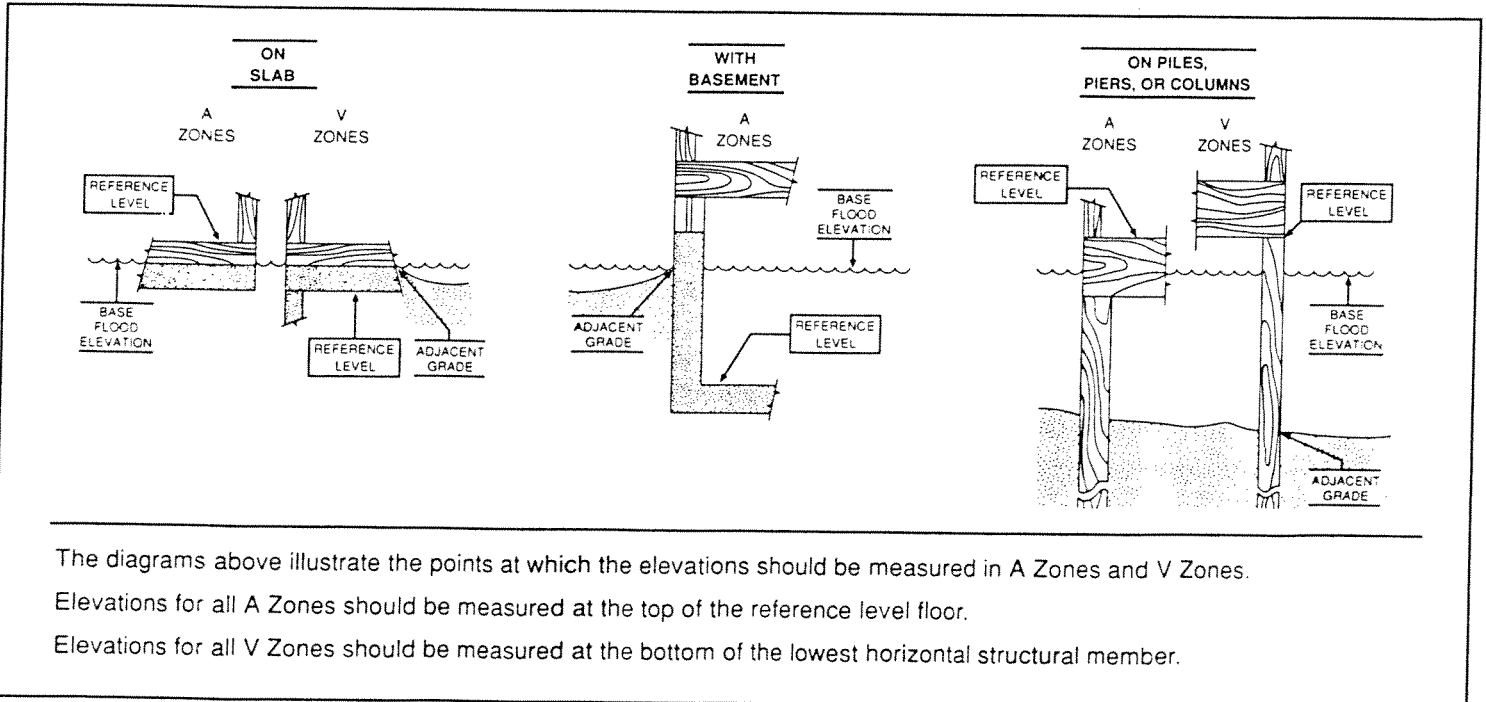 ON
SLAB
A
ZONES
V
ZONES
REFERENCE
LEVEL
BASE
FLOOD
ELEVATION
REFERENCE
LEVEL
ADJACENT
GRADE
WITH
BASEMENT
A
ZONES
BASE
FLOOD
ELEVATION
ADJACENT
GRADE
REFERENCE
LEVEL
ON PILES,
PIERS, OR COLUMNS
A
ZONES
V
ZONES
REFERENCE
LEVEL
REFERENCE
LEVEL
BASE
FLOOD
ELEVATION
ADJACENT
GRADE
The diagrams above illustrate the points at which the elevations should be measured in A Zones and V Zones.
Elevations for all A Zones should be measured at the top of the reference level floor.
Elevations for all V Zones should be measured at the bottom of the lowest horizontal structural member.